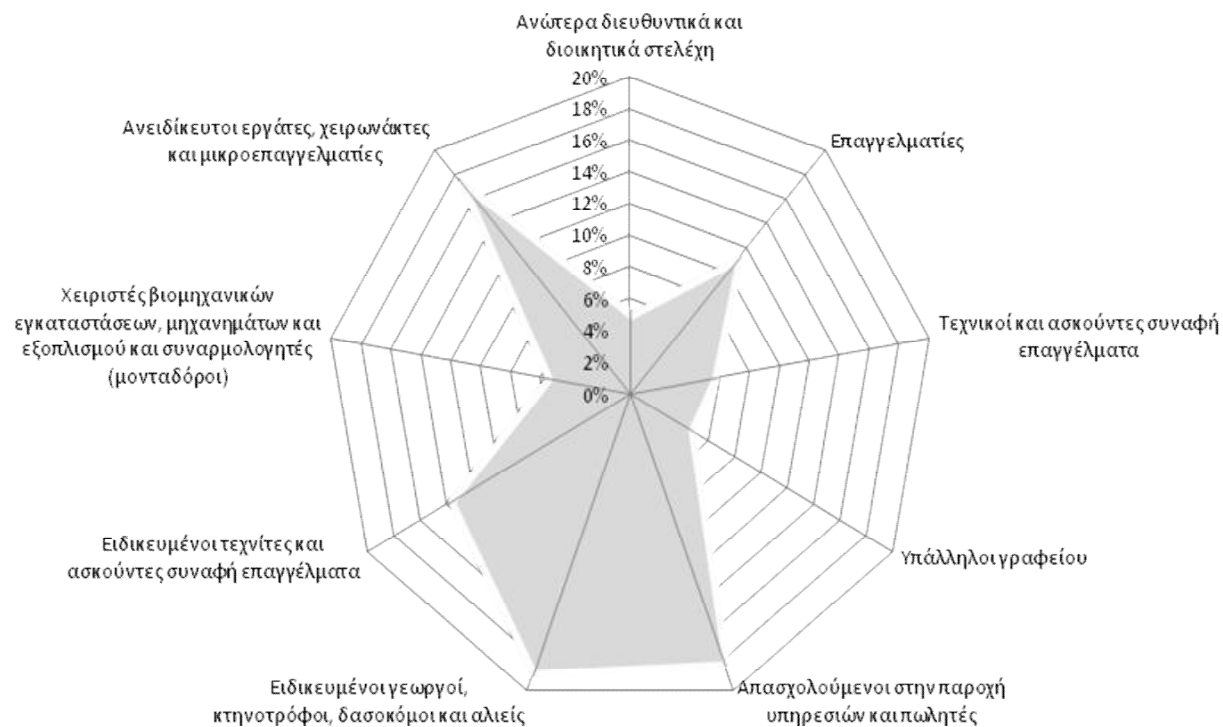 Ανώτερα διευθυντικά και
διοικητικά στελέχη
20%
18%
16%
14%
12%
10%
8%
6%
4%
2%
0%
Επαγγελματίες
Τεχνικοί και ασκούντες συναφή
επαγγέλματα
Υπάλληλοι γραφείου
Απασχολούμενοι στην παροχή
υπηρεσιών και πωλητές
Ειδικευμένοι γεωργοί,
κτηνοτρόφοι, δασοκόμοι και αλιείς
Ειδικευμένοι τεχνίτες και
ασκούντες συναφή επαγγέλματα
Χειριστές βιομηχανικών
εγκαταστάσεων, μηχανημάτων και
εξοπλισμού και συναρμολογητές
(μονταδόροι)
Ανειδίκευτοι εργάτες, χειρωνάκτες
και μικροεπαγγελματίες